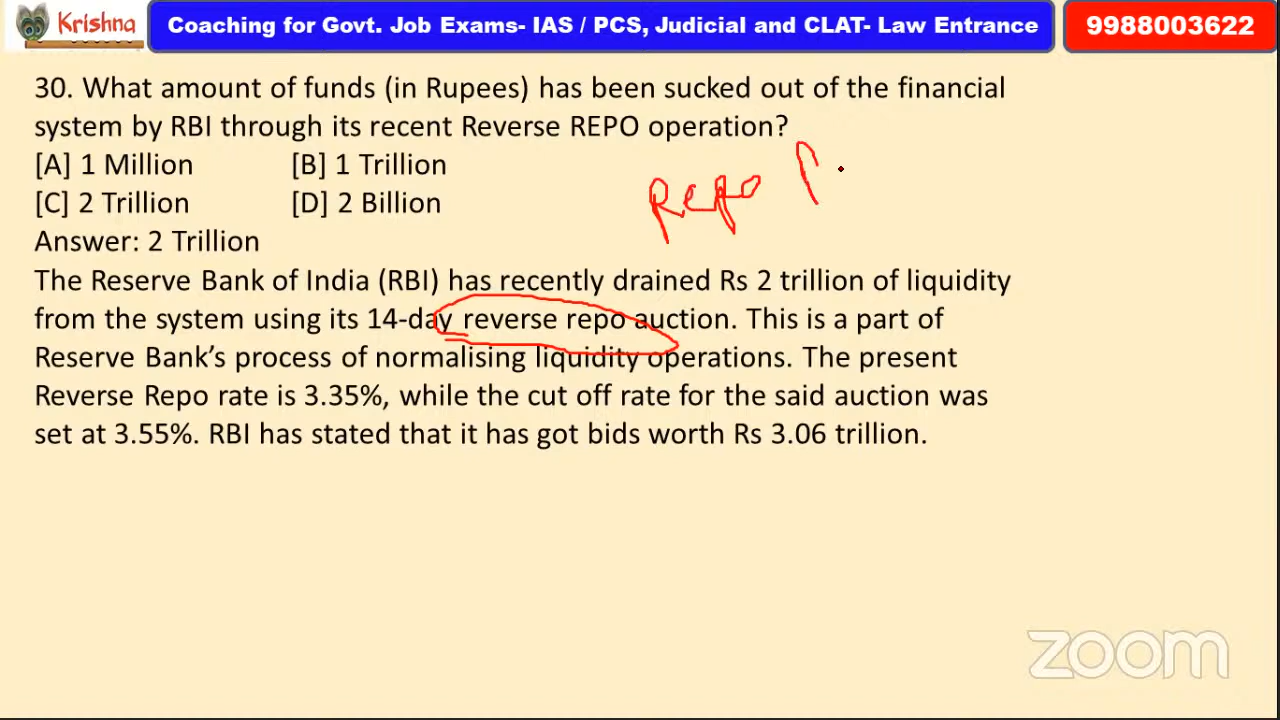 Krishna
Coaching for Govt. Job Exams- IAS / PCS, Judicial and CLAT- Law Entrance
9988003622
30. What amount of funds (in Rupees) has been sucked out of the financial
system by RBI through its recent Reverse REPO operation?
[A] 1 Million [B] 1 Trillion
[C] 2 Trillion [D] 2 Billion
Repo
Answer: 2 Trillion
The Reserve Bank of India (RBI) has recently drained Rs 2 trillion of liquidity
from the system using its 14-day reverse repo auction. This is a part of
Reserve Bank’s process of normalising liquidity operations. The present
Reverse Repo rate is 3.35%, while the cut off rate for the said auction was
set at 3.55%. RBI has stated that it has got bids worth Rs 3.06 trillion.
zoom